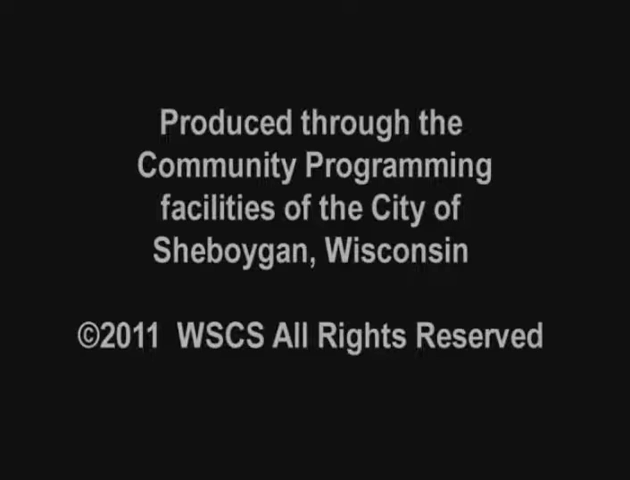 Produced through the
Community Programming
facilities of the City of
Sheboygan, Wisconsin
©2011 WSCS All Rights Reserved